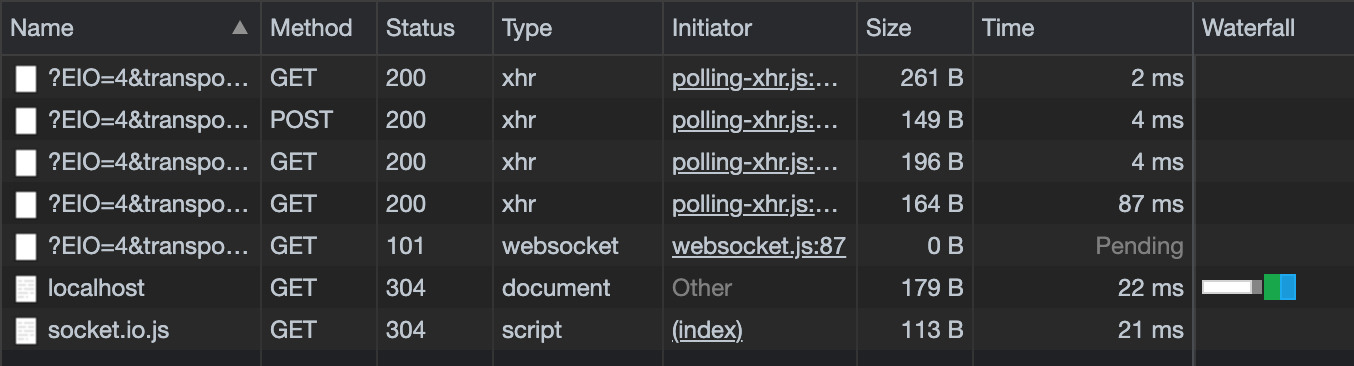 Name ▲ Method Status Type Initiator Size Time Waterfall
?EIO=4&transpo… GET 200 xhr polling-xhr.js:… 261 B 2 ms
?EIO=4&transpo… POST 200 xhr polling-xhr.js:… 149 B 4 ms
?EIO=4&transpo… GET 200 xhr polling-xhr.js:… 196 B 4 ms
?EIO=4&transpo… GET 200 xhr polling-xhr.js:… 164 B 87 ms
?EIO=4&transpo… GET 101 websocket websocket.js:87 0 B Pending
localhost GET 304 document Other 179 B 22 ms
socket.io.js GET 304 script (index) 113 B 21 ms